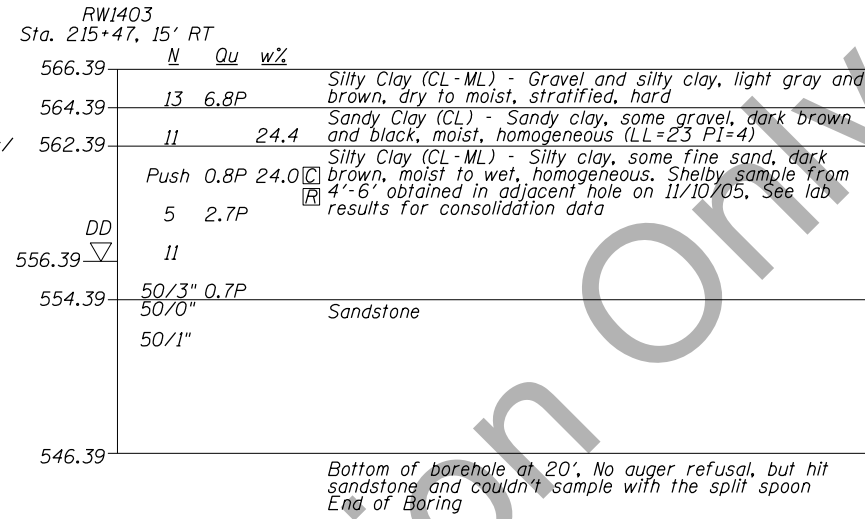 RW1403
Sta. 215+47, 15' RT
N Qu w%
566.39
Silty Clay (CL-ML) - Gravel and silty clay, light gray and
13 6.8P brown, dry to moist, stratified, hard
564.39
Sandy Clay (CL) - Sandy clay, some gravel, dark brown
11 24.4 and black, moist, homogeneous (LL=23 PI=4)
562.39
Silty Clay (CL-ML) - Silty clay, some fine sand, dark
Push 0.8P 24.0 C brown, moist to wet, homogeneous. Shelby sample from
R 4'-6' obtained in adjacent hole on 11/10/05, See lab
5 2.7P results for consolidation data
DD
11
556.39
50/3" 0.7P
554.39
50/0" Sandstone
50/1"
546.39
Bottom of borehole at 20', No auger refusal, but hit
sandstone and couldn't sample with the split spoon
End of Boring